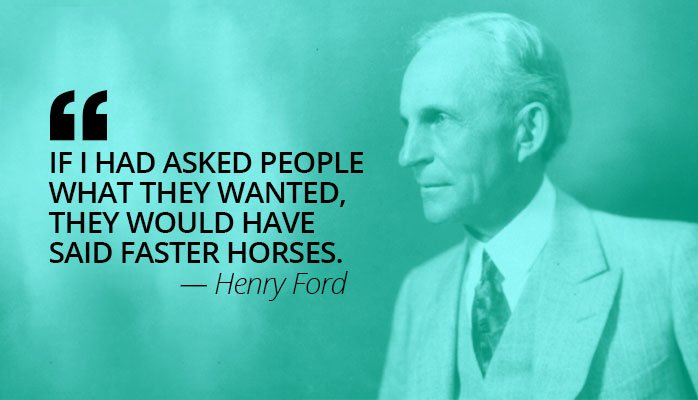 “
IF I HAD ASKED PEOPLE
WHAT THEY WANTED,
THEY WOULD HAVE
SAID FASTER HORSES.
— Henry Ford